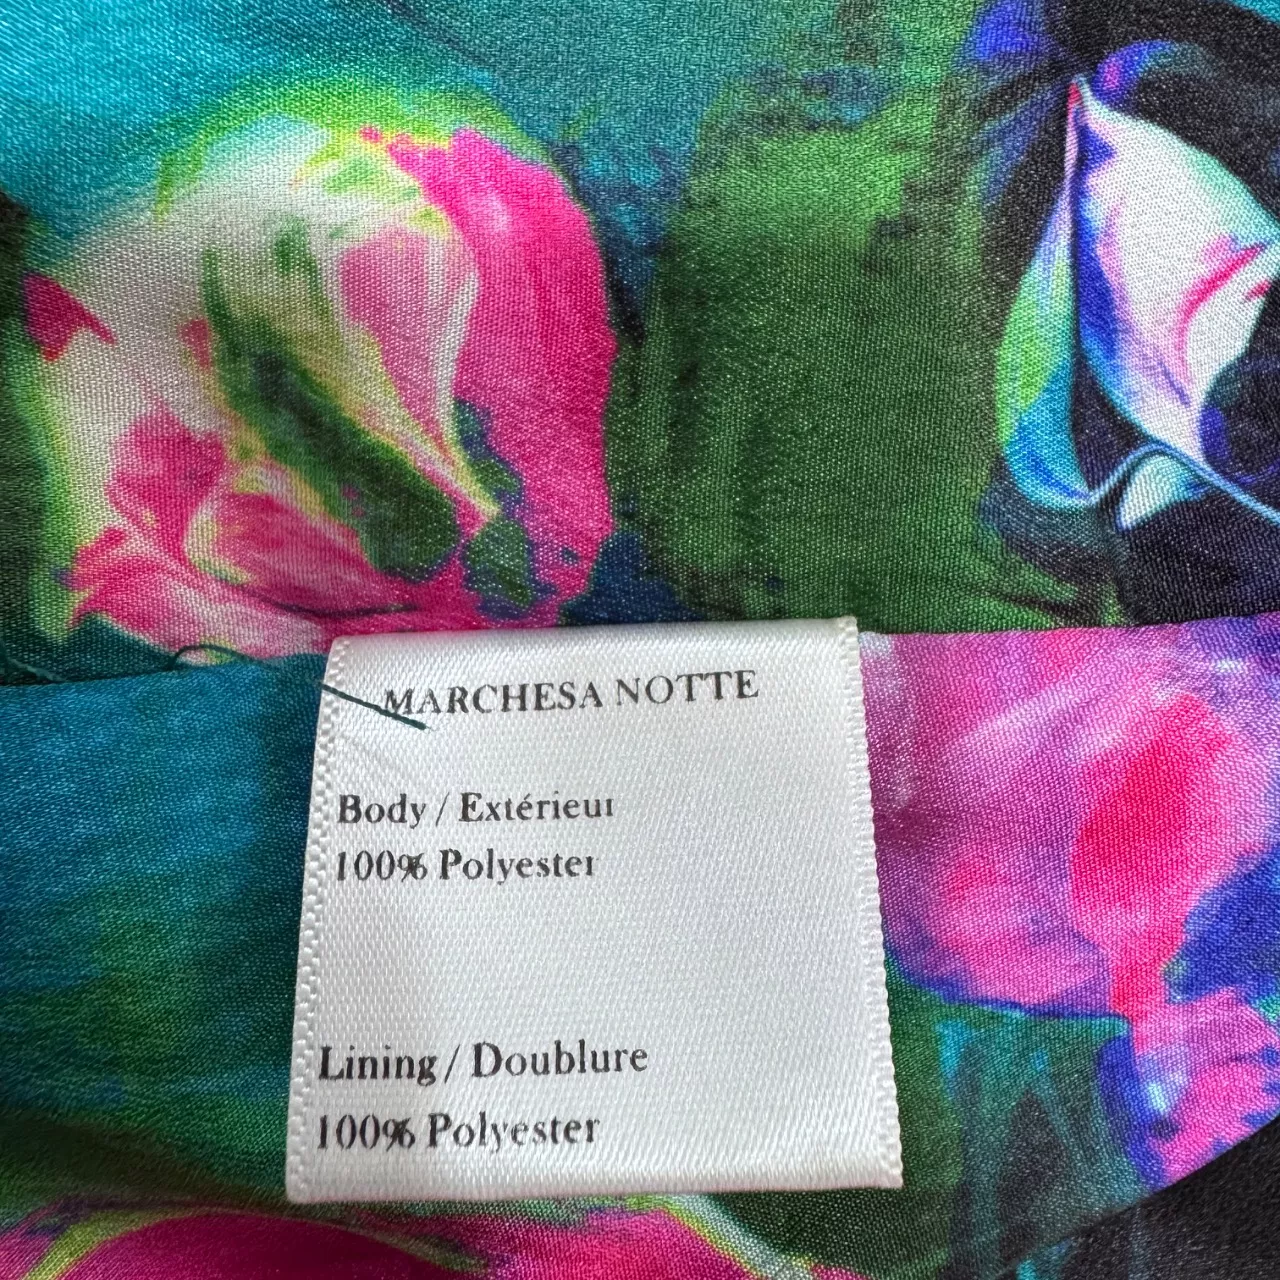 MARCHESA NOTTE
Body / Extérieur
100% Polyester
Lining / Doublure
100% Polyester